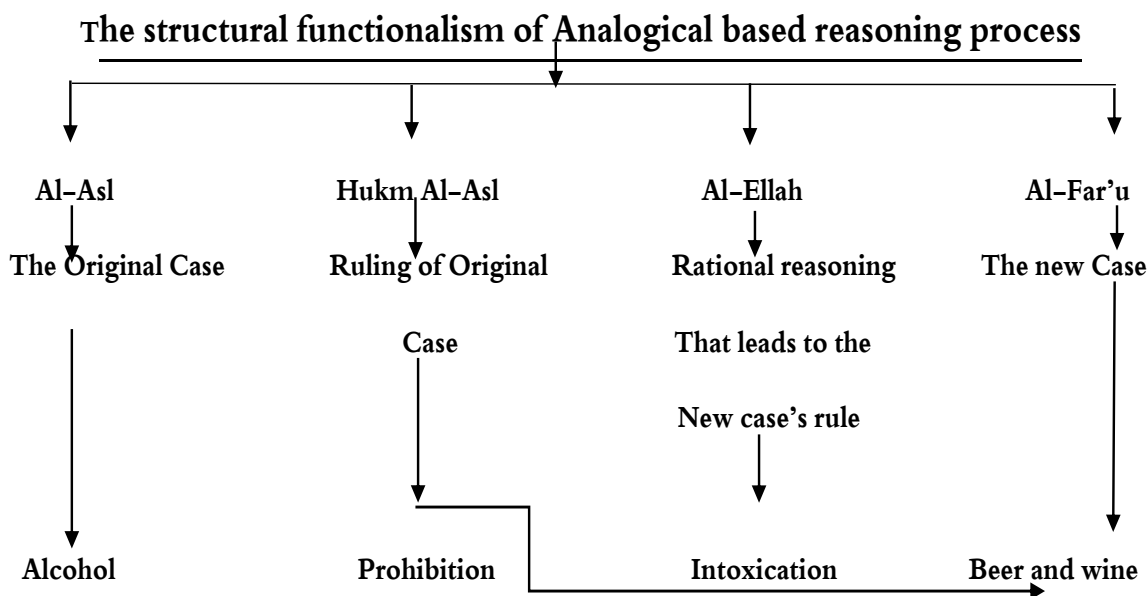 The structural functionalism of Analogical based reasoning process
Al-Asl Hukm Al-Asl Al-Ellah Al-Far'u
The Original Case Ruling of Original Rational reasoning The new Case
Case That leads to the
New case's rule
Alcohol Prohibition Intoxication Beer and wine